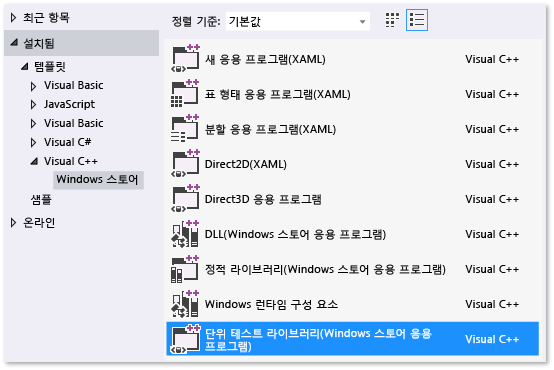 최근 항목
설치됨
템플릿
Visual Basic
JavaScript
Visual Basic
Visual C#
Visual C++
Windows 스토어
샘플
온라인
정렬 기준: 기본값
새 응용 프로그램(XAML) Visual C++
표 형태 응용 프로그램(XAML) Visual C++
분할 응용 프로그램(XAML) Visual C++
Direct2D(XAML) Visual C++
Direct3D 응용 프로그램 Visual C++
DLL(Windows 스토어 응용 프로그램) Visual C++
정적 라이브러리(Windows 스토어 응용 프로그램) Visual C++
Windows 런타임 구성 요소 Visual C++
단위 테스트 라이브러리(Windows 스토어 응용
프로그램) Visual C++